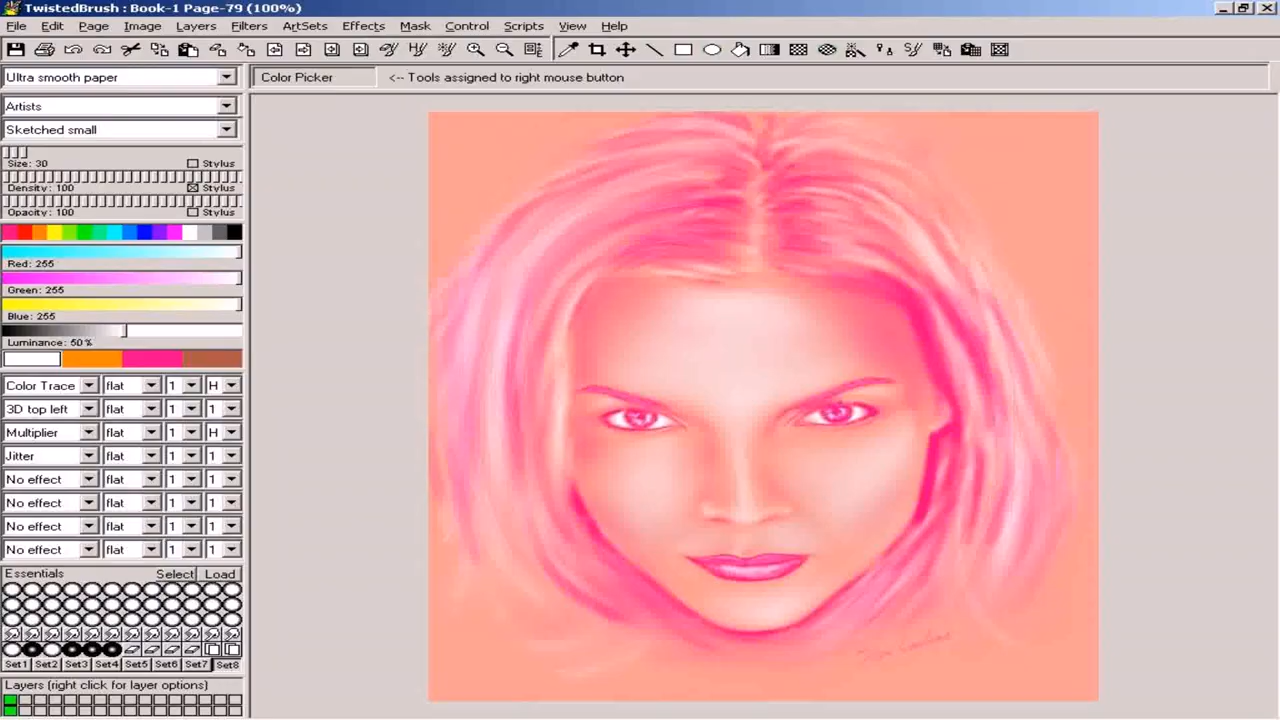 TwistedBrush : Book-1 Page-79 (100%)
File Edit Page Image Layers Filters ArtSets Effects Mask Control Scripts View Help
Ultra smooth paper
Color Picker <-- Tools assigned to right mouse button
Artists
Sketched small
Size: 30 Stylus
Density: 100 Stylus
Opacity: 100 Stylus
Red: 255
Green: 255
Blue: 255
Luminance: 50%
Color Trace flat 1 H
3D top left flat 1 1
Multiplier flat 1 H
Jitter flat 1 1
No effect flat 1 1
No effect flat 1 1
No effect flat 1 1
No effect flat 1 1
Essentials Select Load
Set1 Set2 Set3 Set4 Set5 Set6 Set7 Set8
Layers (right click for layer options)